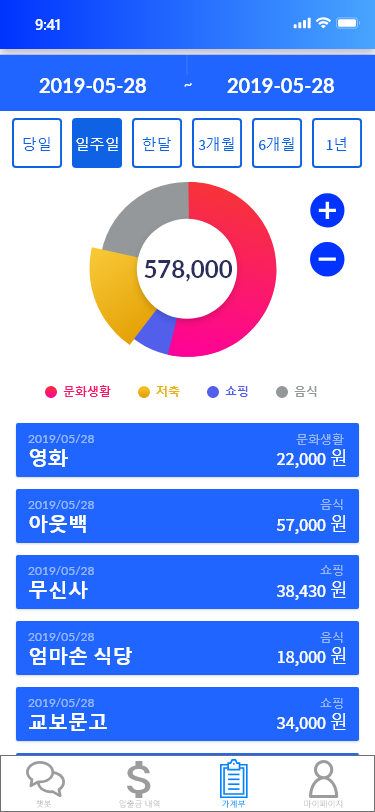 9:41
2019-05-28 ~ 2019-05-28
당일 일주일 한달 3개월 6개월 1년
578,000
문화생활 저축 쇼핑 음식
2019/05/28 문화생활
영화 22,000 원
2019/05/28 음식
아웃백 57,000 원
2019/05/28 쇼핑
무신사 38,430 원
2019/05/28 음식
엄마손 식당 18,000 원
2019/05/28 쇼핑
교보문고 34,000 원
챗봇 입출금 내역 가계부 마이페이지